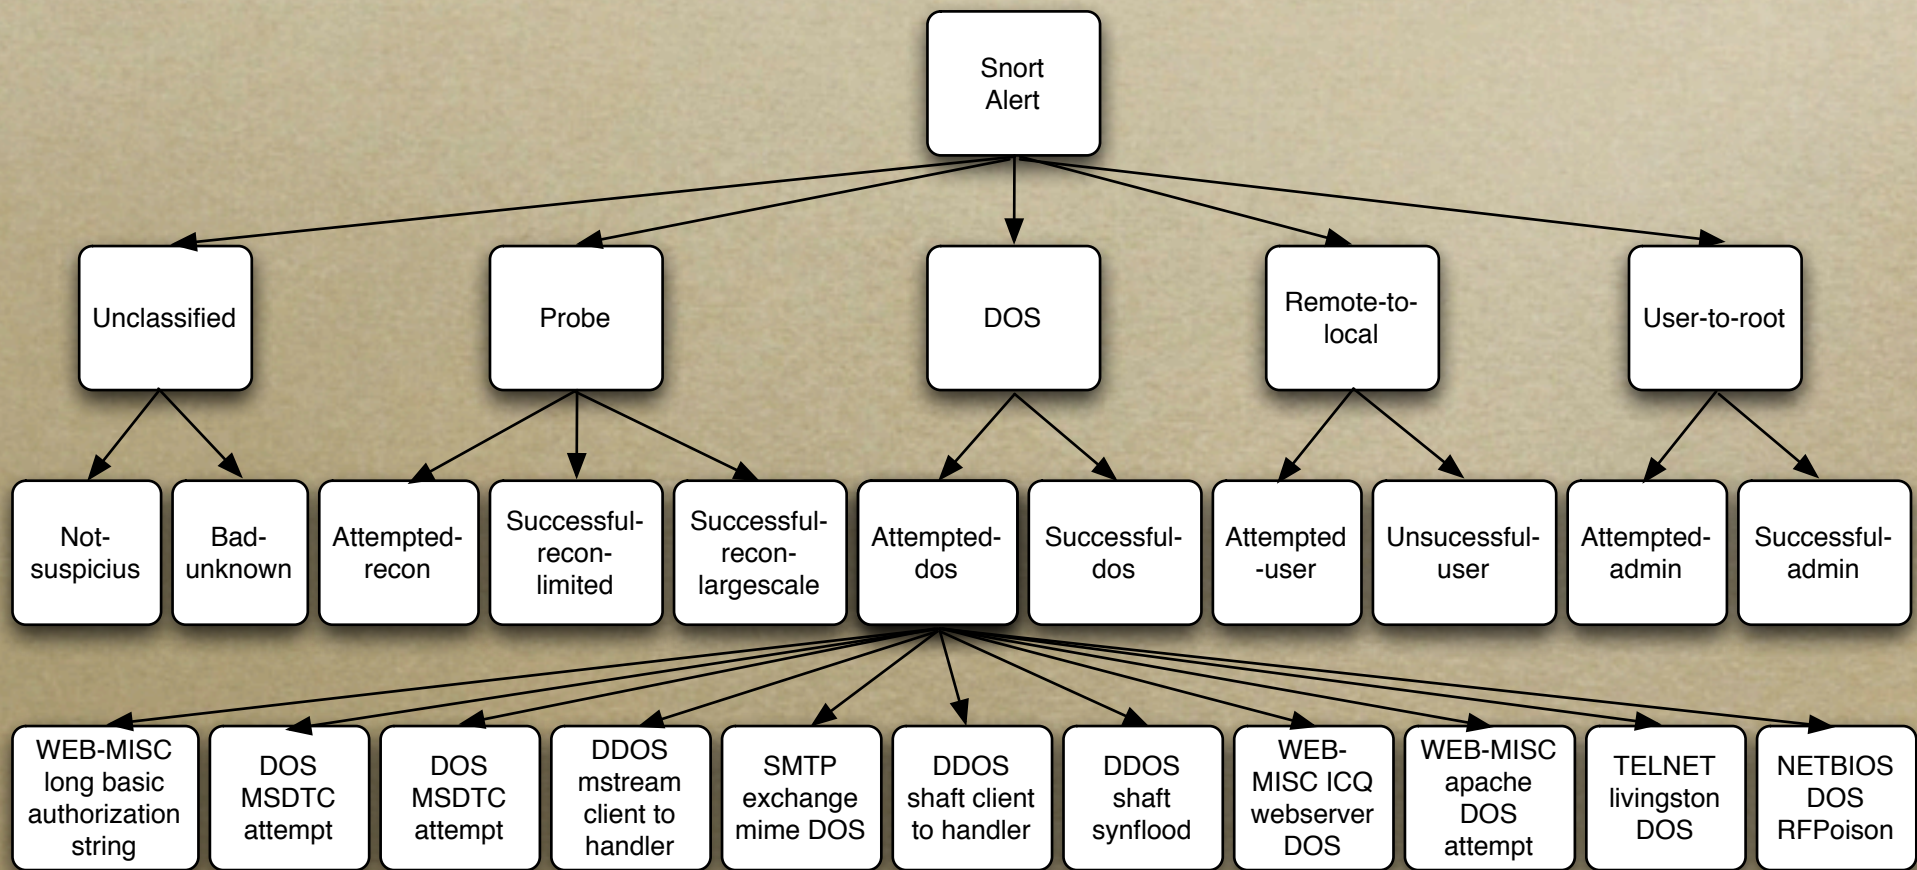 Snort
Alert
Unclassified
Probe
DOS
Remote-to-
local
User-to-root
Not-
suspicius
Bad-
unknown
Attempted-
recon
Successful-
recon-
limited
Successful-
recon-
largescale
Attempted-
dos
Successful-
dos
Attempted
-user
Unsucessful-
user
Attempted-
admin
Successful-
admin
WEB-MISC
long basic
authorization
string
DOS
MSDTC
attempt
DOS
MSDTC
attempt
DDOS
mstream
client to
handler
SMTP
exchange
mime DOS
DDOS
shaft client
to handler
DDOS
shaft
synflood
WEB-
MISC ICQ
webserver
DOS
WEB-MISC
apache
DOS
attempt
TELNET
livingston
DOS
NETBIOS
DOS
RFPoison